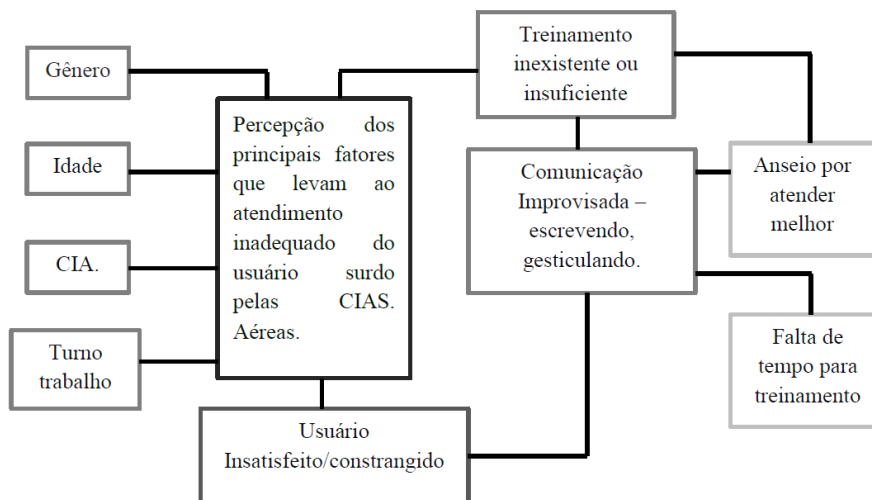 Gênero
Idade
CIA.
Turno
trabalho
Percepção dos
principais fatores
que levam ao
atendimento
inadequado do
usuário surdo
pelas CIAS.
Aéreas.
Usuário
Insatisfeito/constrangido
Treinamento
inexistente ou
insuficiente
Comunicação
Improvisada –
escrevendo,
gesticulando.
Anseio por
atender
melhor
Falta de
tempo para
treinamento